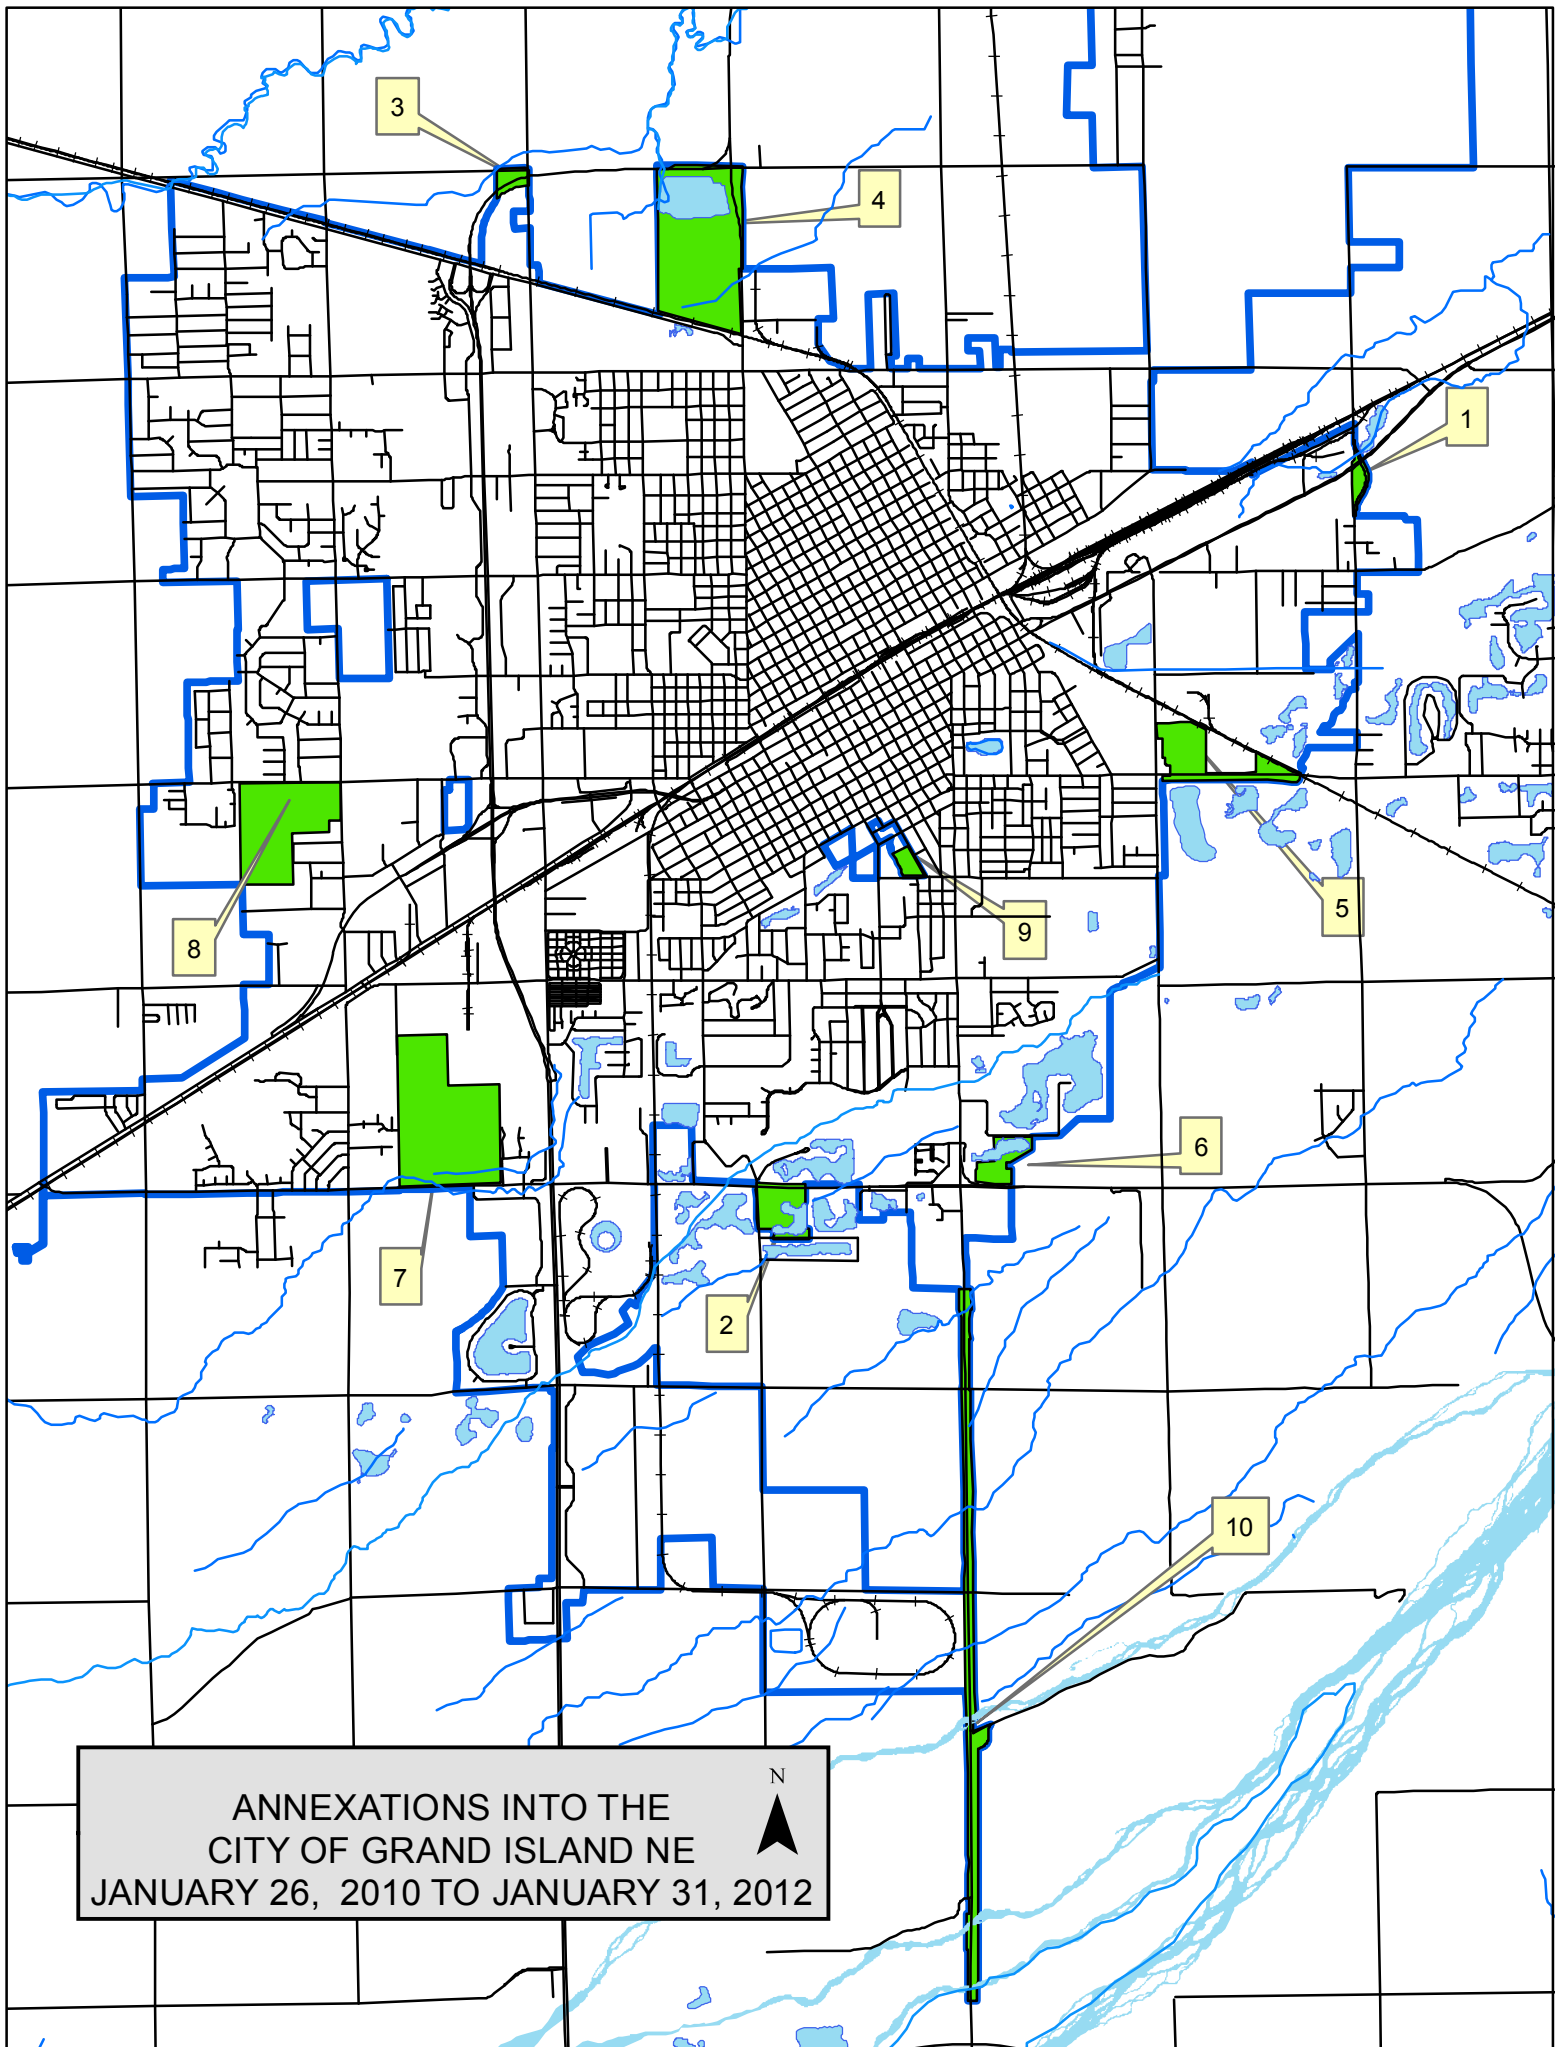 3
4
1
5
8
9
6
7
2
10
N
ANNEXATIONS INTO THE
CITY OF GRAND ISLAND NE
JANUARY 26, 2010 TO JANUARY 31, 2012